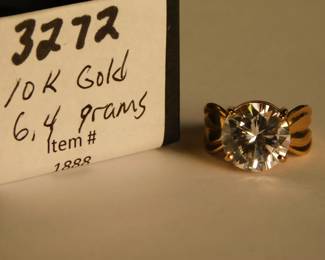 3272
10K Gold
6.4 grams
Item #
1888